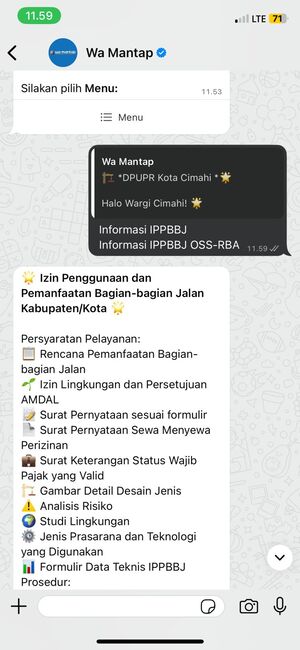 11.59
LTE 71
Wa Mantap
Silakan pilih Menu:
11.53
Menu
Wa Mantap
*DPUPR Kota Cimahi *
Halo Wargi Cimahi!
Informasi IPPBBJ
Informasi IPPBBJ OSS-RBA
11.59
Izin Penggunaan dan
Pemanfaatan Bagian-bagian Jalan
Kabupaten/Kota
Persyaratan Pelayanan:
Rencana Pemanfaatan Bagian-
bagian Jalan
Izin Lingkungan dan Persetujuan
AMDAL
Surat Pernyataan sesuai formulir
Surat Pernyataan Sewa Menyewa
Perizinan
Surat Keterangan Status Wajib
Pajak yang Valid
Gambar Detail Desain Jenis
Analisis Risiko
Studi Lingkungan
Jenis Prasarana dan Teknologi
yang Digunakan
Formulir Data Teknis IPPBBJ
Prosedur: